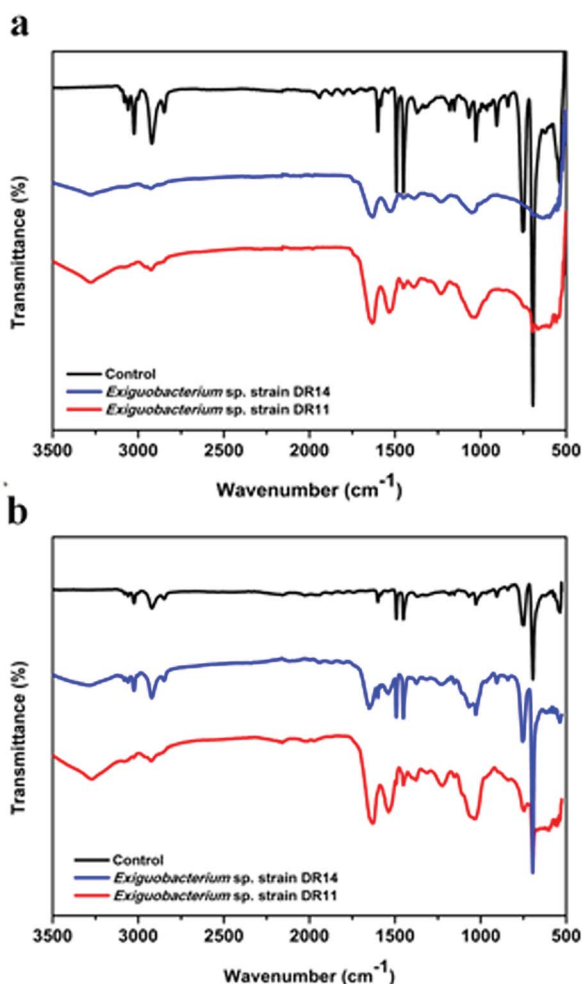 a
Transmittance (%)
Control
Exiguobacterium sp. strain DR14
Exiguobacterium sp. strain DR11
3500 3000 2500 2000 1500 1000 500
Wavenumber (cm-1)
b
Transmittance (%)
Control
Exiguobacterium sp. strain DR14
Exiguobacterium sp. strain DR11
3500 3000 2500 2000 1500 1000 500
Wavenumber (cm-1)